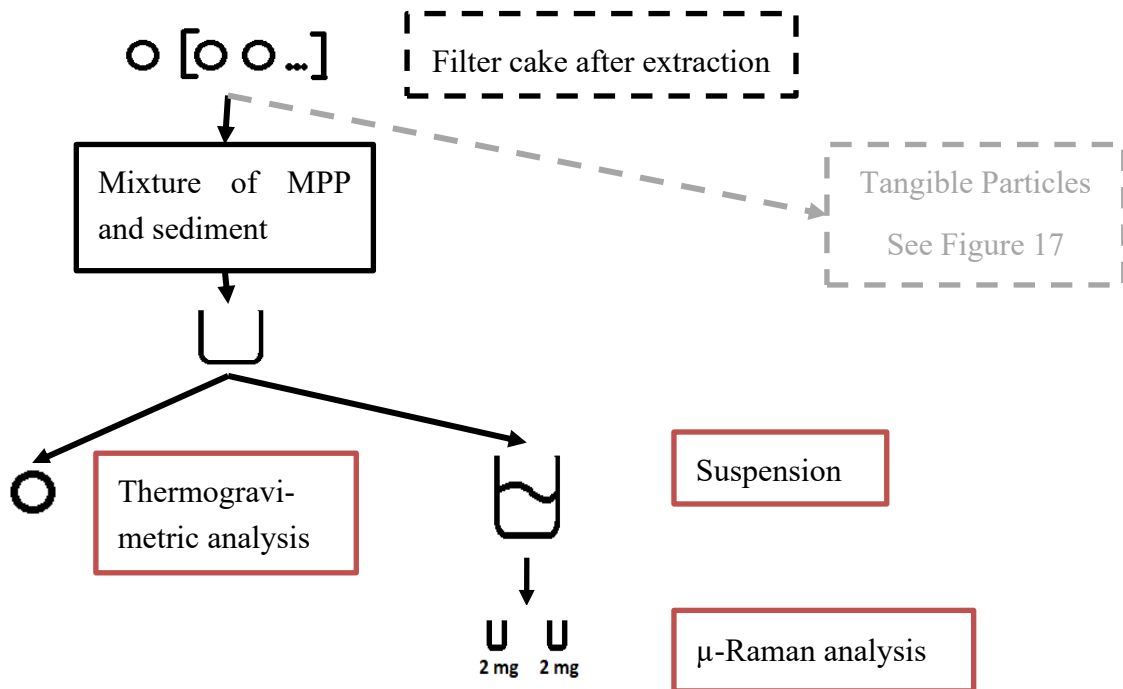 Filter cake after extraction
Mixture of MPP
and sediment
Tangible Particles
See Figure 17
Thermogravi-
metric analysis
Suspension
µ-Raman analysis
2 mg 2 mg